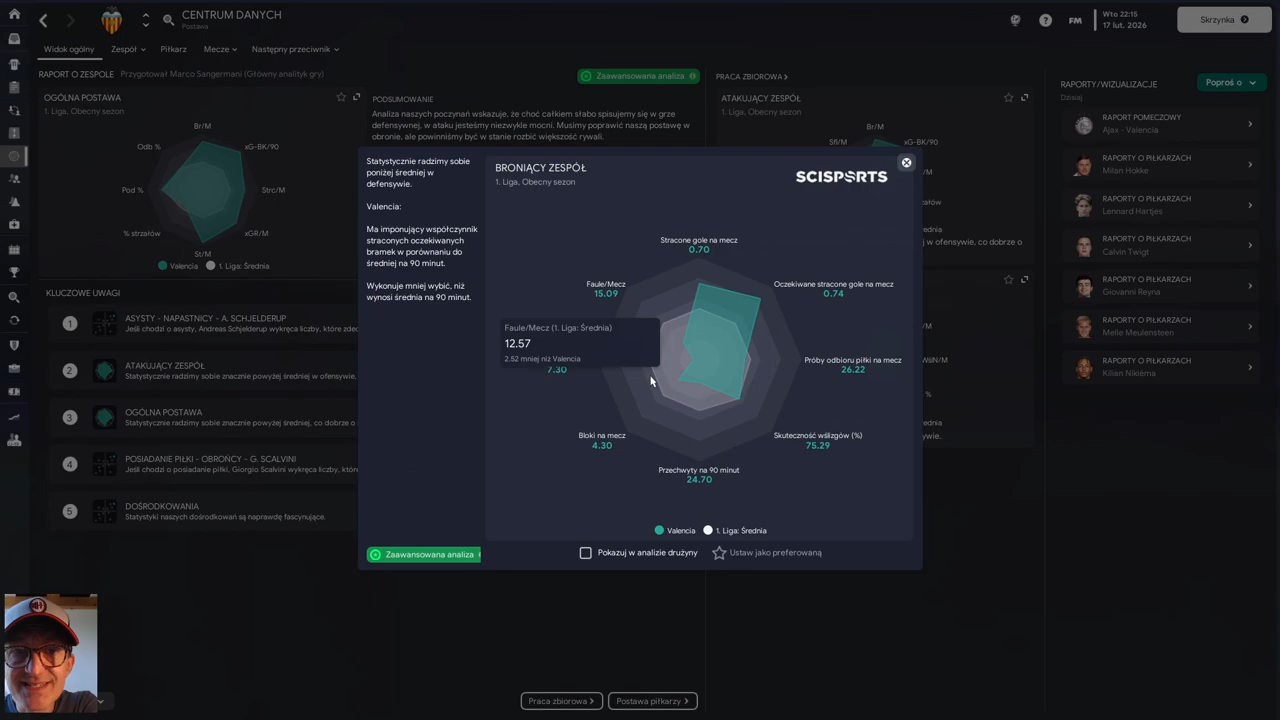 CENTRUM DANYCH
Postawa
FM
Wto 22:15
17 lut. 2026
Skrzynka
Widok ogólny
Zespół
Piłkarz
Mecze
Następny przeciwnik
RAPORT O ZESPOLE
Przygotował Marco Sangermani (Główny analityk gry)
Zaawansowana analiza
OGÓLNA POSTAWA
1. Liga, Obecny sezon
Br/M
xG-BK/90
Strc/M
xGR/M
St/M
% strzałów
Pod %
Odb %
Valencia
1. Liga: Średnia
PODSUMOWANIE
Analiza naszych poczynań wskazuje, że choć całkiem słabo spisujemy się w grze
defensywnej, w ataku jesteśmy niezwykle mocni. Musimy poprawić naszą postawę w
obronie, ale powinniśmy być w stanie rozbić większość rywali.
KLUCZOWE UWAGI
1
ASYSTY - NAPASTNICY - A. SCHJELDERUP
Jeśli chodzi o asysty, Andreas Schjelderup wykręca liczby, które zdec
2
ATAKUJĄCY ZESPÓŁ
Statystycznie radzimy sobie znacznie powyżej średniej w ofensywie,
3
OGÓLNA POSTAWA
Statystycznie radzimy sobie znacznie powyżej średniej, co dobrze o
4
POSIADANIE PIŁKI - OBROŃCY - G. SCALVINI
Jeśli chodzi o posiadanie piłki, Giorgio Scalvini wykręca liczby, które
5
DOŚRODKOWANIA
Statystyki naszych dośrodkowań są naprawdę fascynujące.
PRACA ZBIOROWA
ATAKUJĄCY ZESPÓŁ
1. Liga, Obecny sezon
Br/M
w ofensywie, co dobrze o
RAPORTY/WIZUALIZACJE
Dzisiaj
Poproś o
RAPORT POMECZOWY
Ajax - Valencia
RAPORTY O PIŁKARZACH
Milan Hokke
RAPORTY O PIŁKARZACH
Lennard Hartjes
RAPORTY O PIŁKARZACH
Calvin Twigt
RAPORTY O PIŁKARZACH
Giovanni Reyna
RAPORTY O PIŁKARZACH
Melle Meulensteen
RAPORTY O PIŁKARZACH
Kilian Nikièma
Statystycznie radzimy sobie
poniżej średniej w
defensywie.
Valencia:
Ma imponujący współczynnik
straconych oczekiwanych
bramek w porównaniu do
średniej na 90 minut.
Wykonuje mniej bybić, niż
wynosi średnia na 90 minut.
Zaawansowana analiza
BRONIĄCY ZESPÓŁ
1. Liga, Obecny sezon
SCISPORTS
Stracone gole na mecz
0.70
Oczekiwane stracone gole na mecz
0.74
Próby odbioru piłki na mecz
26.22
Skuteczność wślizgów (%)
75.29
Przechwyty na 90 minut
24.70
Bloki na mecz
4.30
7.30
Faule/Mecz
15.09
Faule/Mecz (1. Liga: Średnia)
12.57
2.52 mniej niż Valencia
Valencia
1. Liga: Średnia
Pokazuj w analizie drużyny
Ustaw jako preferowaną
Praca zbiorowa
Postawa piłkarzy